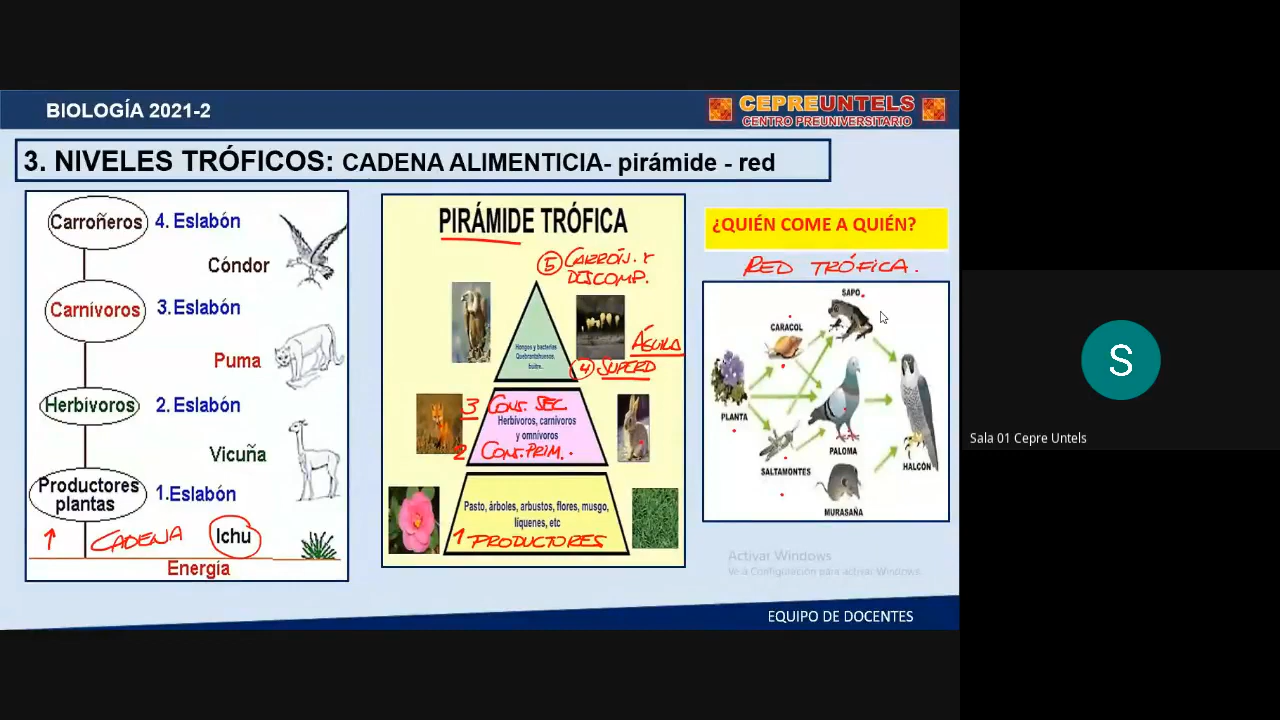 BIOLOGÍA 2021-2
CEPREUNTELS
CENTRO PREUNIVERSITARIO
3. NIVELES TRÓFICOS: CADENA ALIMENTICIA- pirámide - red
Carroñeros
4. Eslabón
Cóndor
Carnívoros
3. Eslabón
Puma
Herbívoros
2. Eslabón
Vicuña
Productores
plantas
1.Eslabón
↑ CADENA
Ichu
Energía
PIRÁMIDE TRÓFICA
5 CARROÑ. Y
DESCOMP.
Hongos y bacterias
Quebrantahuesos,
buitre..
ÁGUILA
4 SUPERD
3 CONS. SEC
Herbívoros, carnívoros
y omnívoros
2 CONS. PRIM.
Pasto, árboles, arbustos, flores, musgo,
líquenes, etc
1 PRODUCTORES
¿QUIÉN COME A QUIÉN?
RED TRÓFICA.
SAPO
CARACOL
PLANTA
PALOMA
SALTAMONTES
HALCÓN
MURASAÑA
Activar Windows
Ve a Configuración para activar Windows.
EQUIPO DE DOCENTES
S
Sala 01 Cepre Untels